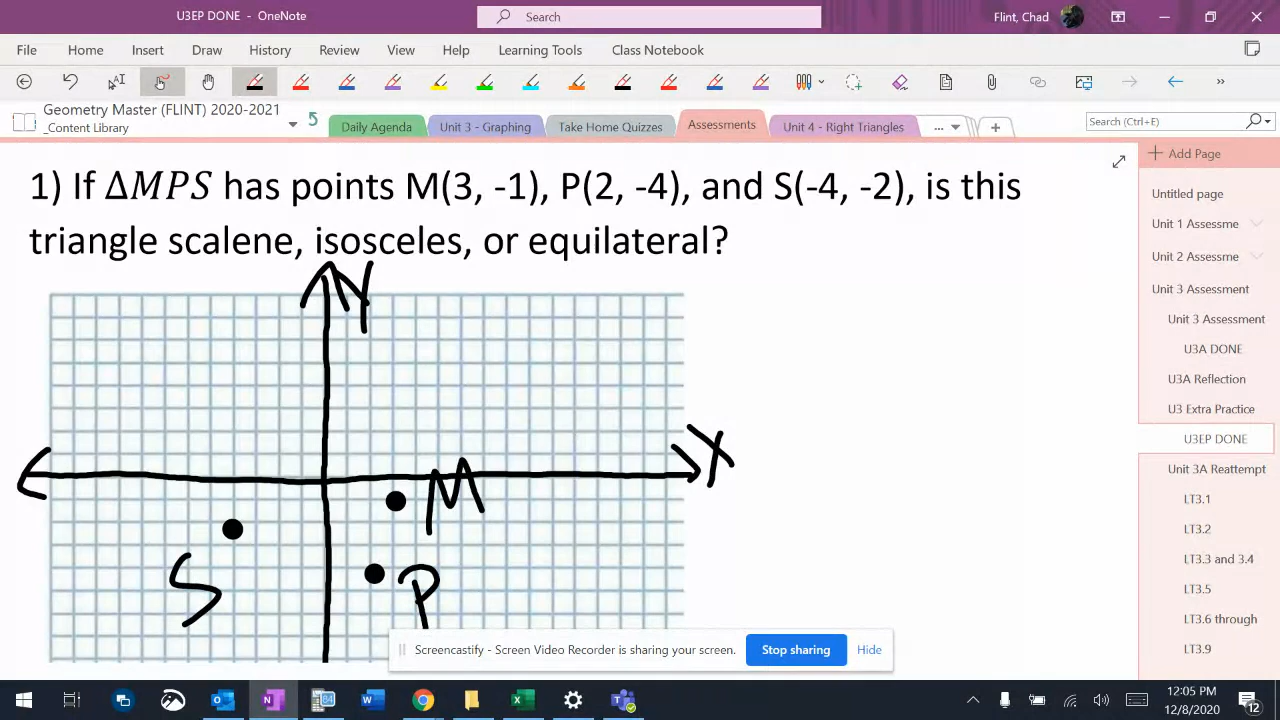 U3EP DONE - OneNote
Search
Flint, Chad
File Home Insert Draw History Review View Help Learning Tools Class Notebook
Geometry Master (FLINT) 2020-2021
_Content Library
Daily Agenda
Unit 3 - Graphing
Take Home Quizzes
Assessments
Unit 4 - Right Triangles
...
Search (Ctrl+E)
1) If ΔMPS has points M(3, -1), P(2, -4), and S(-4, -2), is this
triangle scalene, isosceles, or equilateral?
Y
X
M
S
P
Add Page
Untitled page
Unit 1 Assessme
Unit 2 Assessme
Unit 3 Assessment
Unit 3 Assessment
U3A DONE
U3A Reflection
U3 Extra Practice
U3EP DONE
Unit 3A Reattempt
LT3.1
LT3.2
LT3.3 and 3.4
LT3.5
LT3.6 through
LT3.9
Screencastify - Screen Video Recorder is sharing your screen.
Stop sharing
Hide
12:05 PM
12/8/2020
12